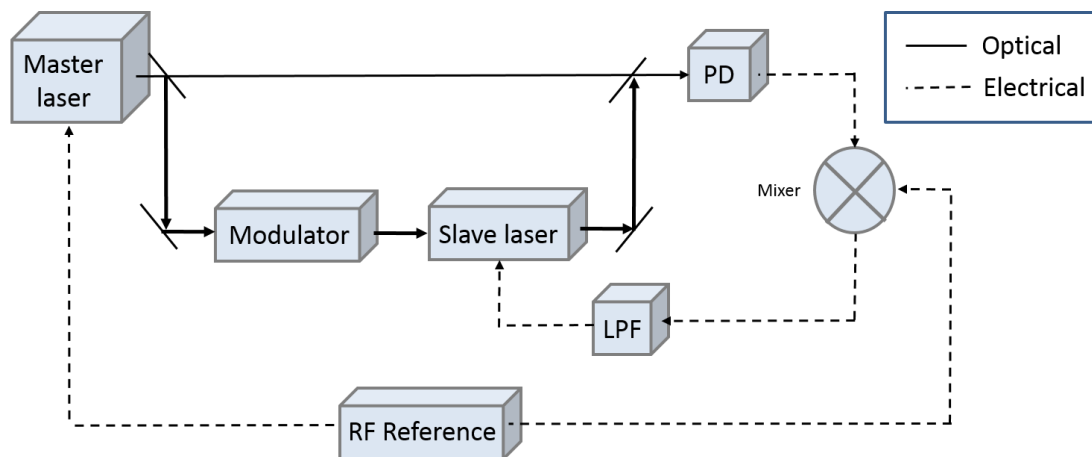 Master
laser
PD
Optical
Electrical
Mixer
Modulator
Slave laser
LPF
RF Reference